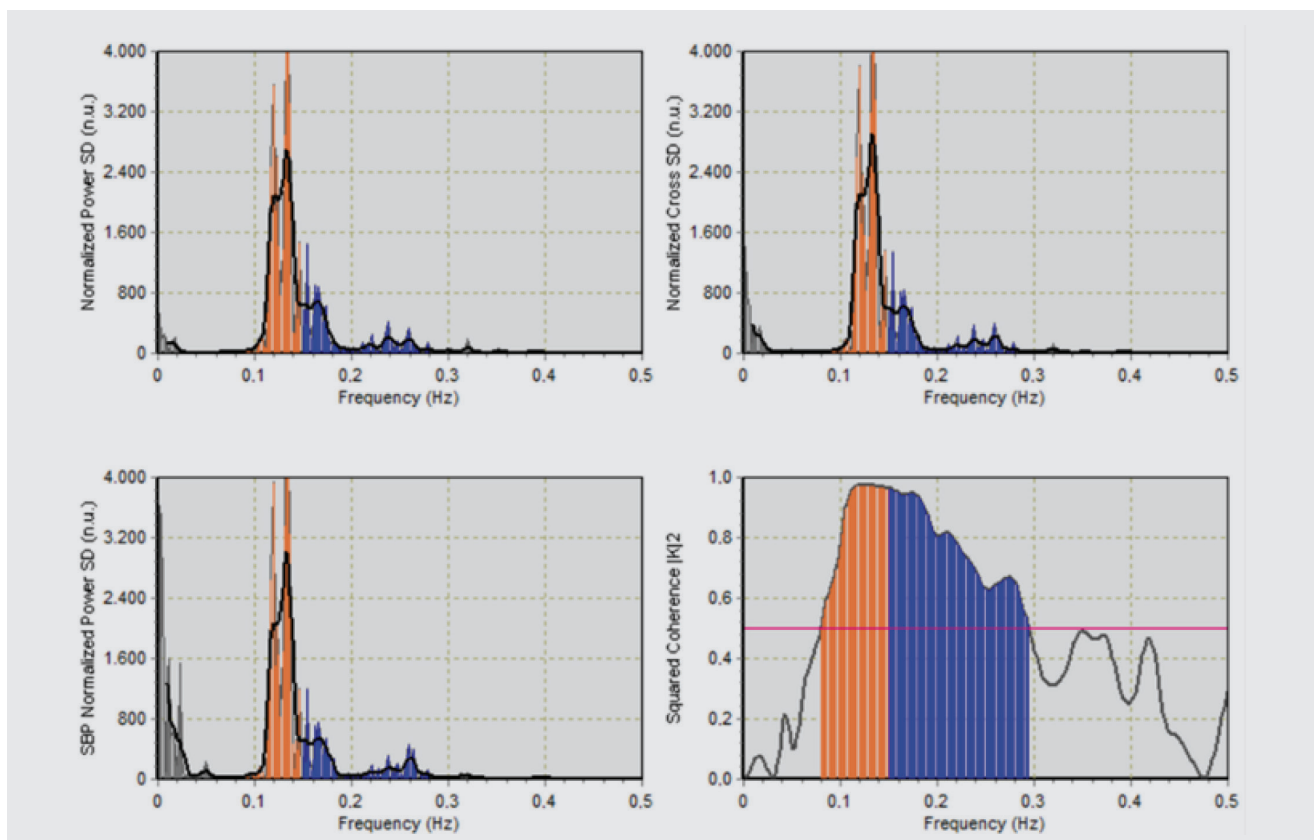 4.000
3.200
2.400
1.600
800
0
Normalized Power SD (n.u.)
0 0.1 0.2 0.3 0.4 0.5
Frequency (Hz)
4.000
3.200
2.400
1.600
800
0
Normalized Cross SD (n.u.)
0 0.1 0.2 0.3 0.4 0.5
Frequency (Hz)
4.000
3.200
2.400
1.600
800
0
SBP Normalized Power SD (n.u.)
0 0.1 0.2 0.3 0.4 0.5
Frequency (Hz)
1.0
0.8
0.6
0.4
0.2
0.0
Squared Coherence |K|2
0 0.1 0.2 0.3 0.4 0.5
Frequency (Hz)